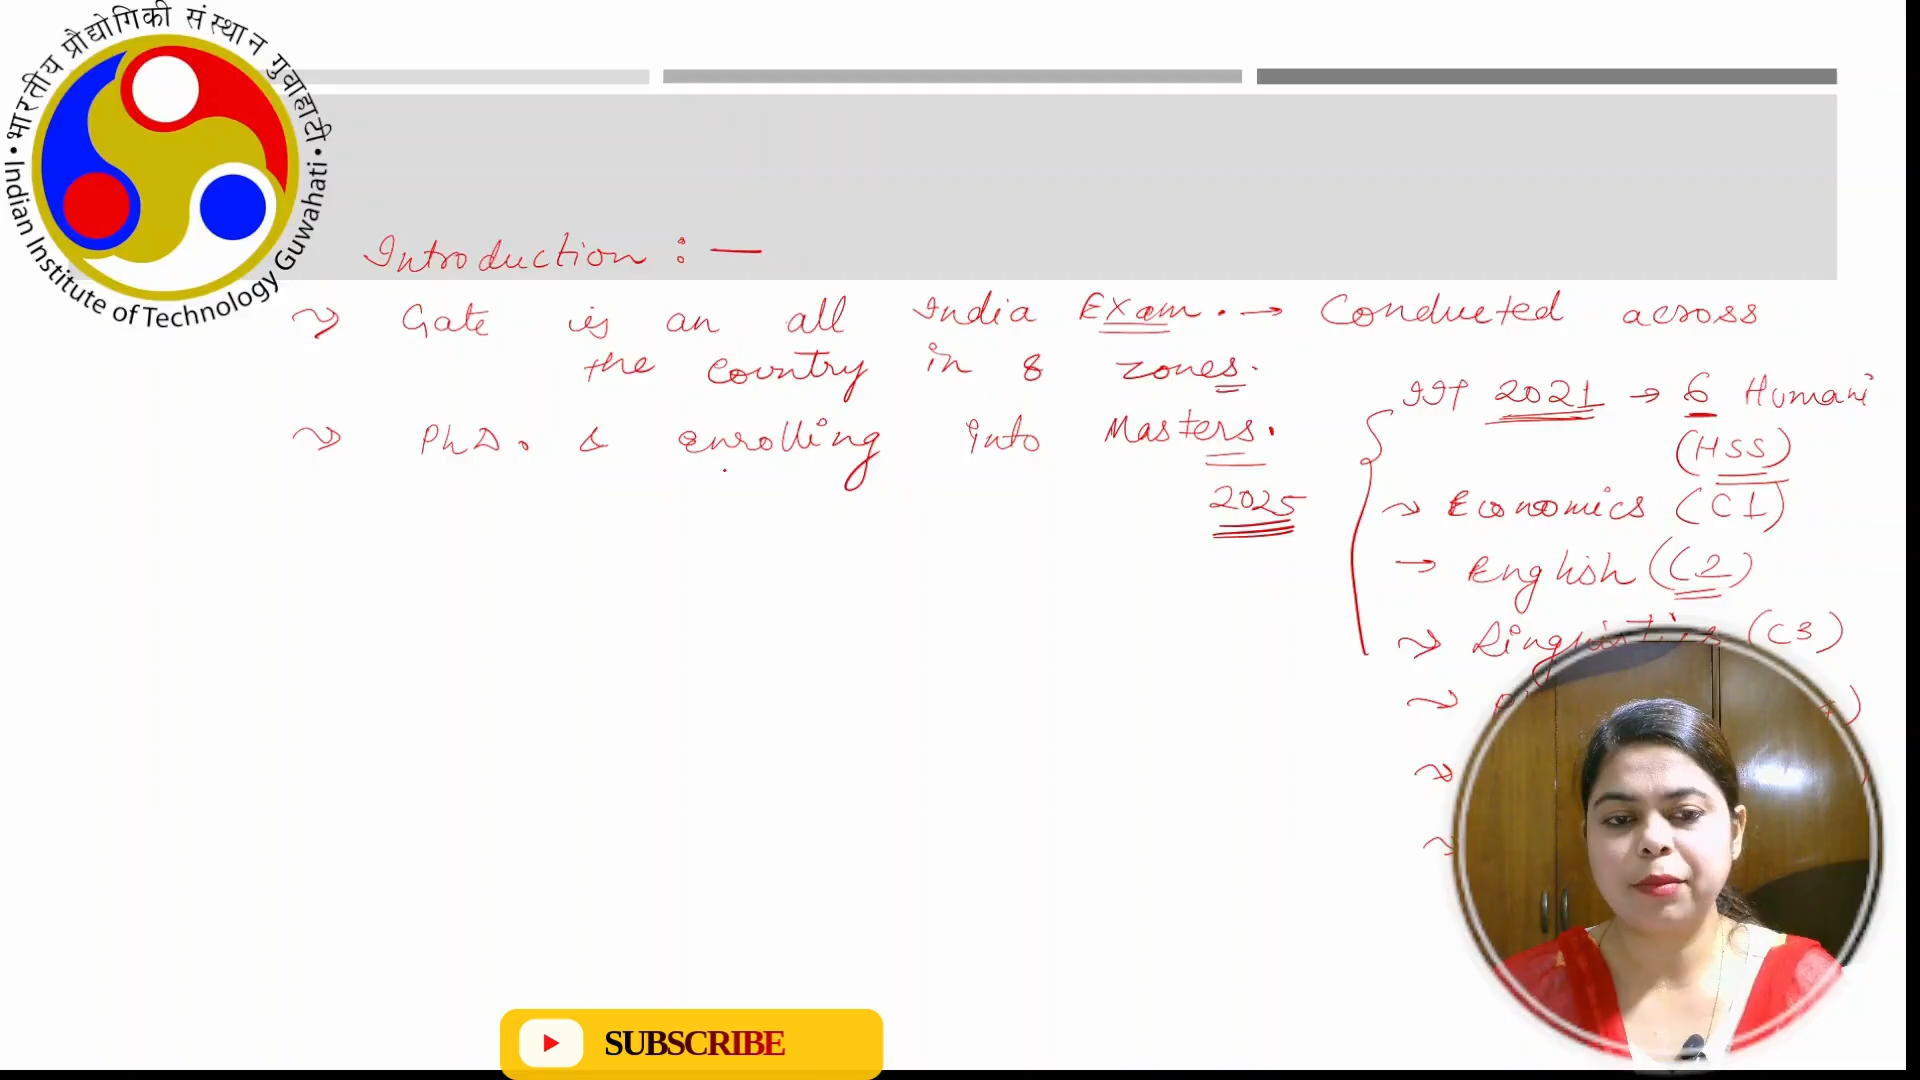 भारतीय प्रौद्योगिकी संस्थान गुवाहाटी
Indian Institute of Technology Guwahati
Introduction : —
Gate is an all India Exam. → Conducted across
the country in 8 zones.
IIT 2021 → 6 Humani
PhD. & enrolling into Masters.
(HSS)
2025
Economics (C1)
→ English (C2)
Linguistics (C3)
SUBSCRIBE